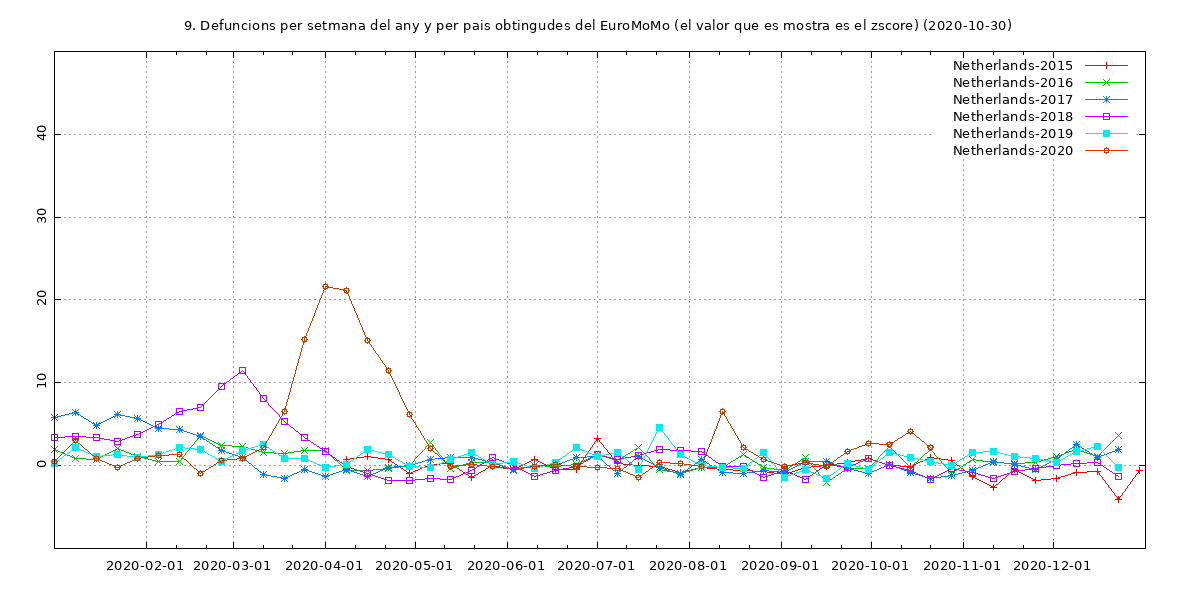 9. Defuncions per setmana del any y per pais obtingudes del EuroMoMo (el valor que es mostra es el zscore) (2020-10-30)
Netherlands-2015
Netherlands-2016
Netherlands-2017
Netherlands-2018
Netherlands-2019
Netherlands-2020
40
30
20
10
0
2020-02-01 2020-03-01 2020-04-01 2020-05-01 2020-06-01 2020-07-01 2020-08-01 2020-09-01 2020-10-01 2020-11-01 2020-12-01